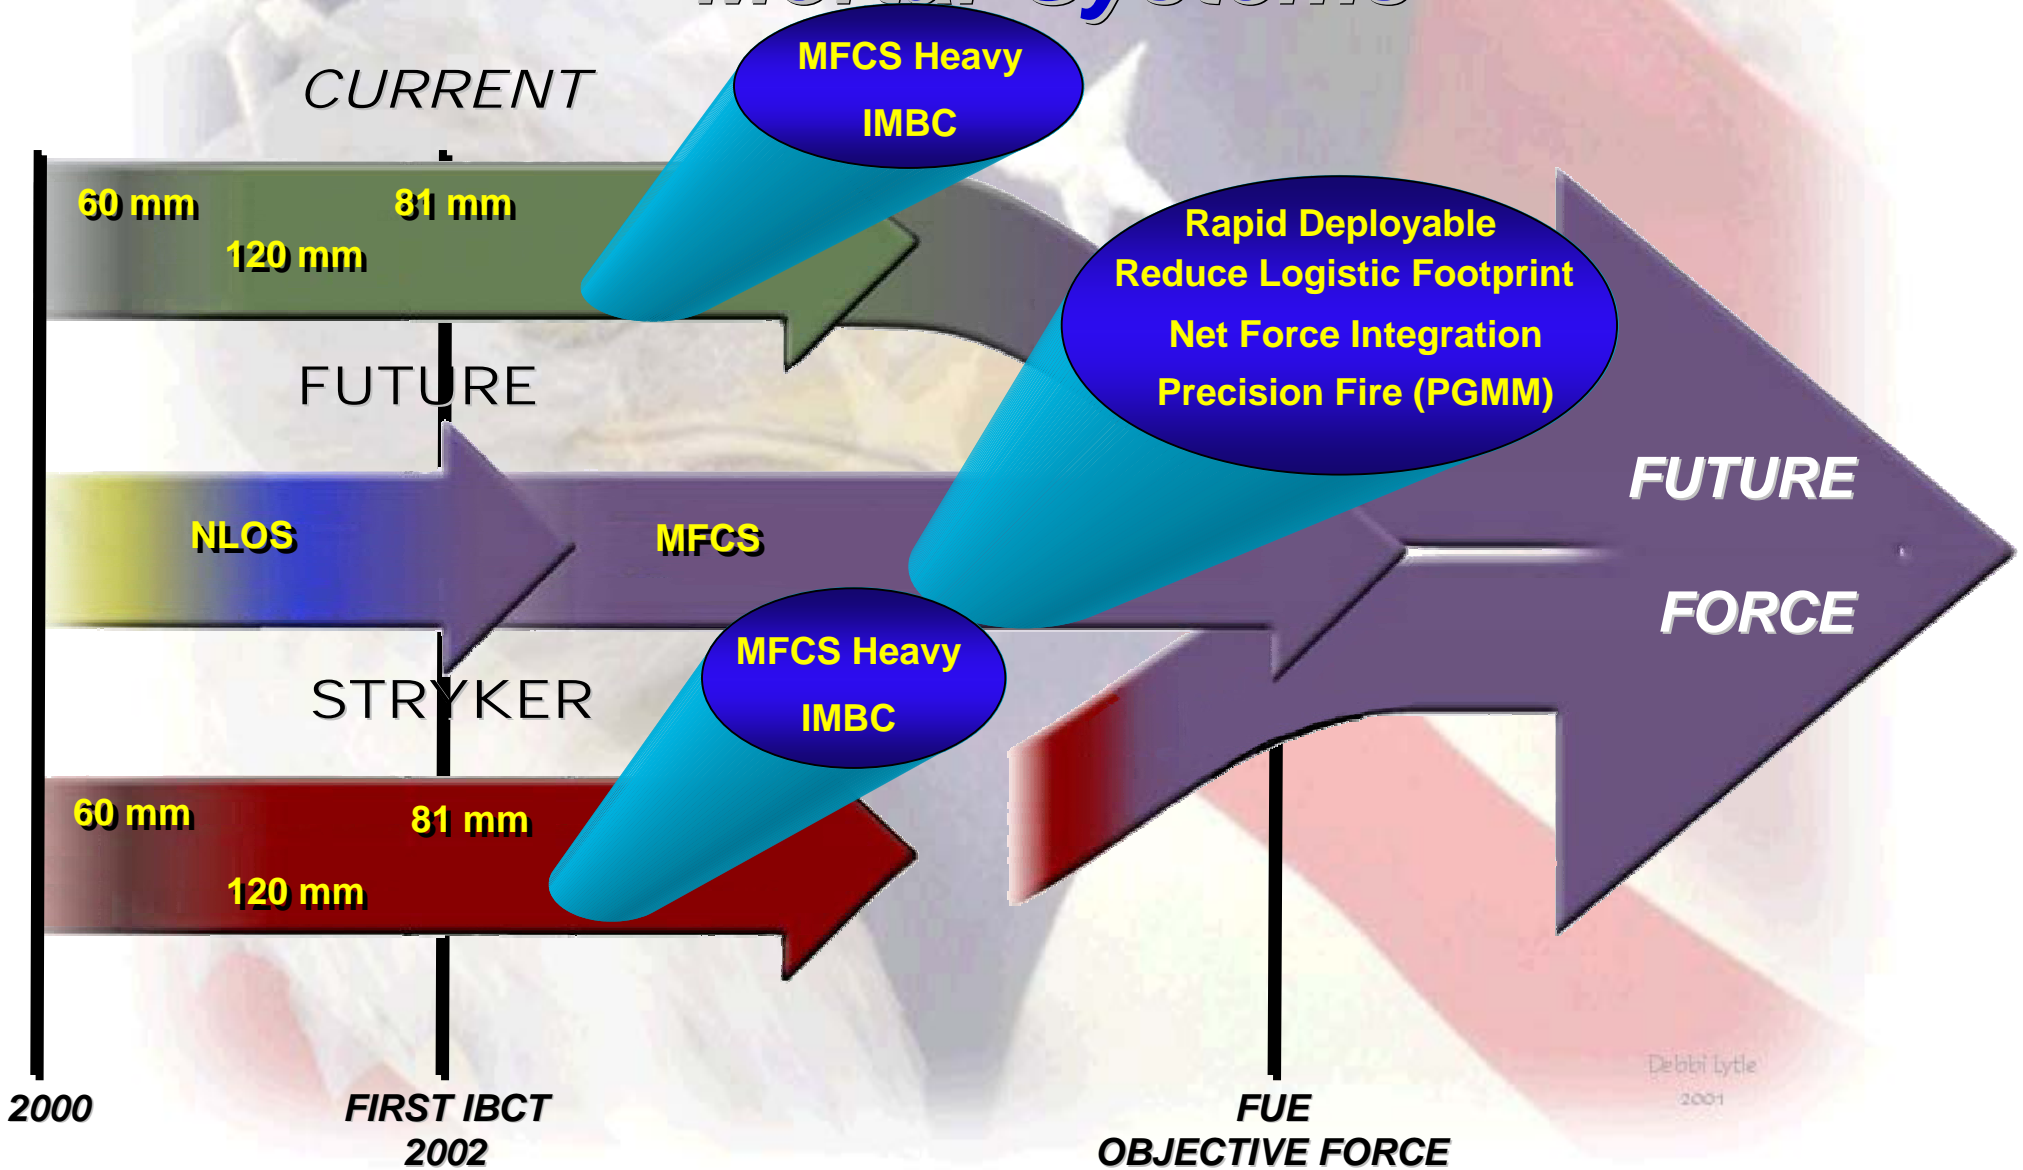 Mortar Systems
CURRENT
MFCS Heavy
IMBC
60 mm
81 mm
120 mm
Rapid Deployable
Reduce Logistic Footprint
Net Force Integration
Precision Fire (PGMM)
FUTURE
NLOS
MFCS
FUTURE
FORCE
STRYKER
MFCS Heavy
IMBC
60 mm
81 mm
120 mm
Debbi Lytle
2001
2000
FIRST IBCT
2002
FUE
OBJECTIVE FORCE